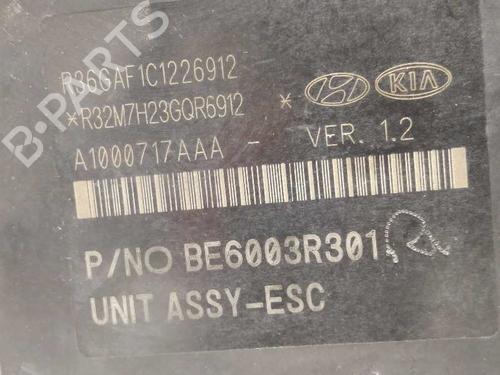 B-PARTS
R36GAF1C1226912
*R32M7H23GQR6912 *
KIA
A1000717AAA - VER. 1.2
P/NO BE6003R301
UNIT ASSY-ESC